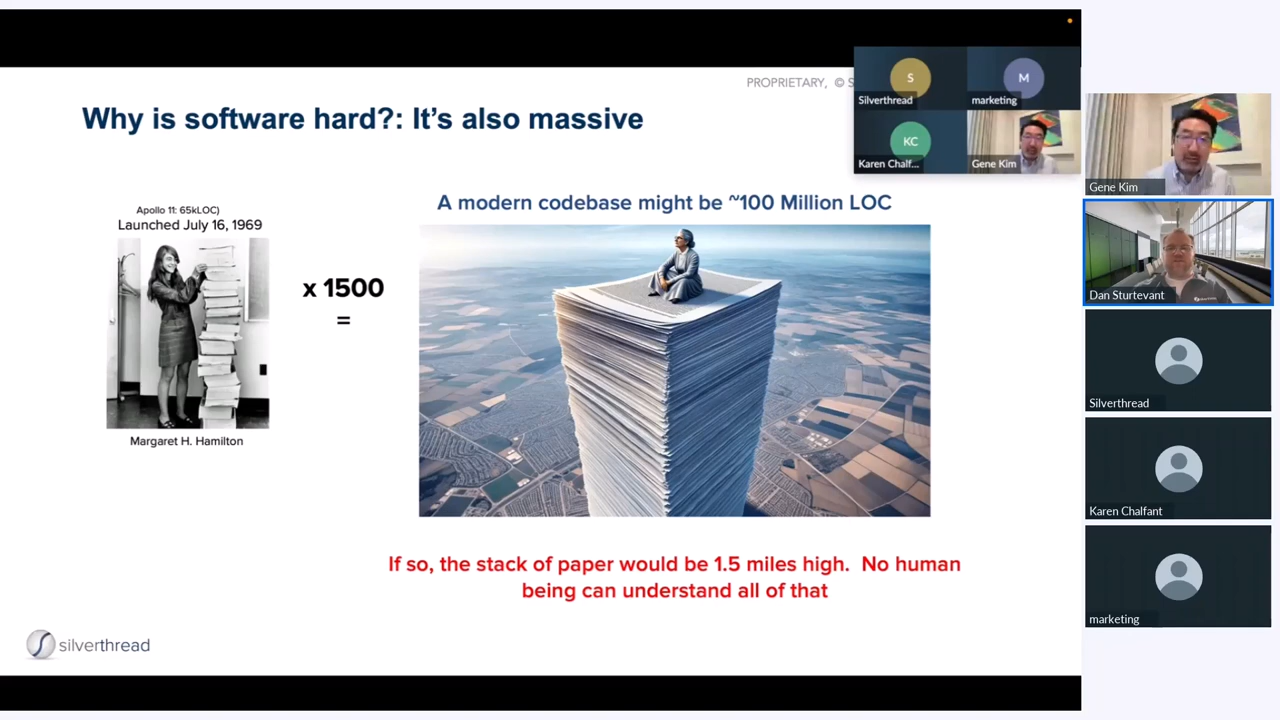 PROPRIETARY, © S
Why is software hard?: It's also massive
Apollo 11: 65kLOC)
Launched July 16, 1969
Margaret H. Hamilton
x 1500
=
A modern codebase might be ~100 Million LOC
If so, the stack of paper would be 1.5 miles high. No human
being can understand all of that
silverthread
S
Silverthread
M
marketing
KC
Karen Chalf...
Gene Kim
Gene Kim
Dan Sturtevant
Silverthread
Karen Chalfant
marketing